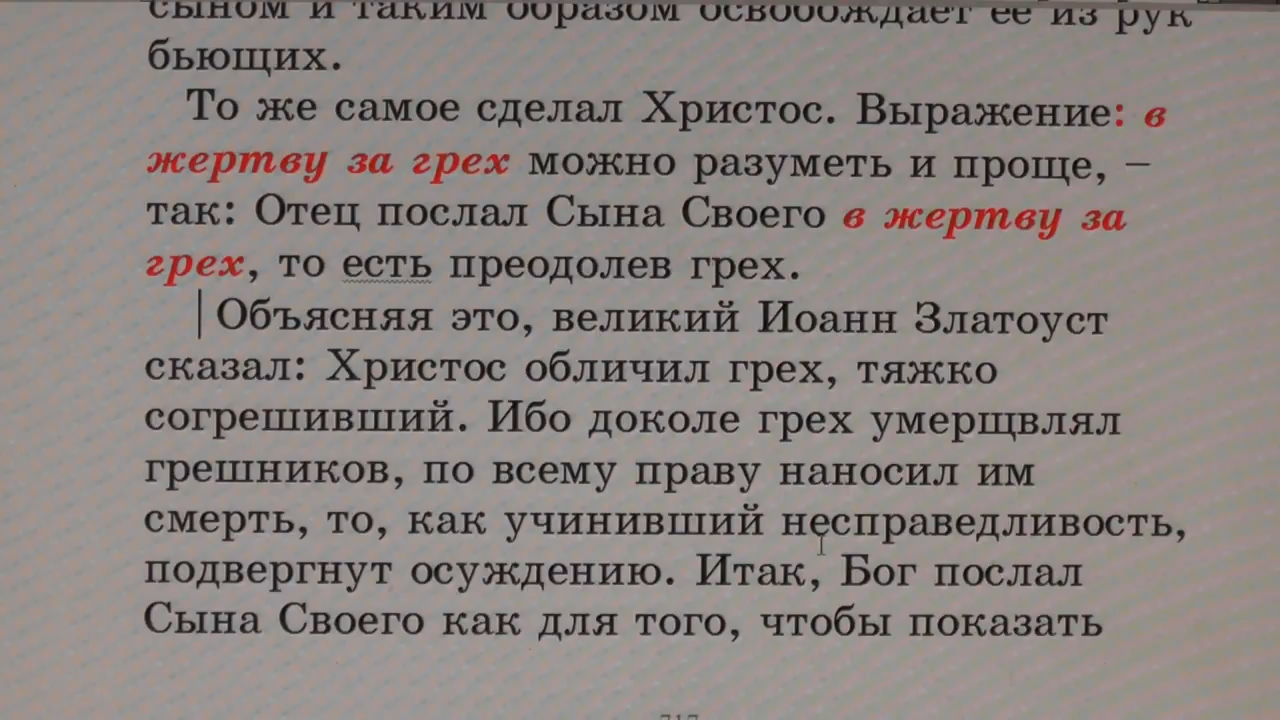 сыном и таким образом освобождает ее из рук
бьющих.
То же самое сделал Христос. Выражение: в
жертву за грех можно разуметь и проще, –
так: Отец послал Сына Своего в жертву за
грех, то есть преодолев грех.
Объясняя это, великий Иоанн Златоуст
сказал: Христос обличил грех, тяжко
согрешивший. Ибо доколе грех умерщвлял
грешников, по всему праву наносил им
смерть, то, как учинивший несправедливость,
подвергнут осуждению. Итак, Бог послал
Сына Своего как для того, чтобы показать